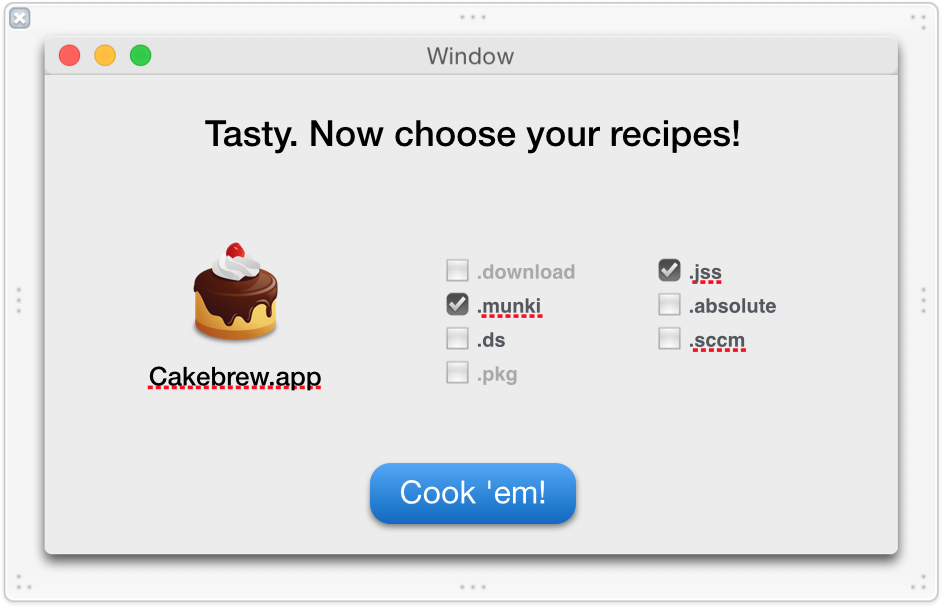 Window
Tasty. Now choose your recipes!
Cakebrew.app
.download
.munki
.ds
.pkg
.jss
.absolute
.sccm
Cook 'em!